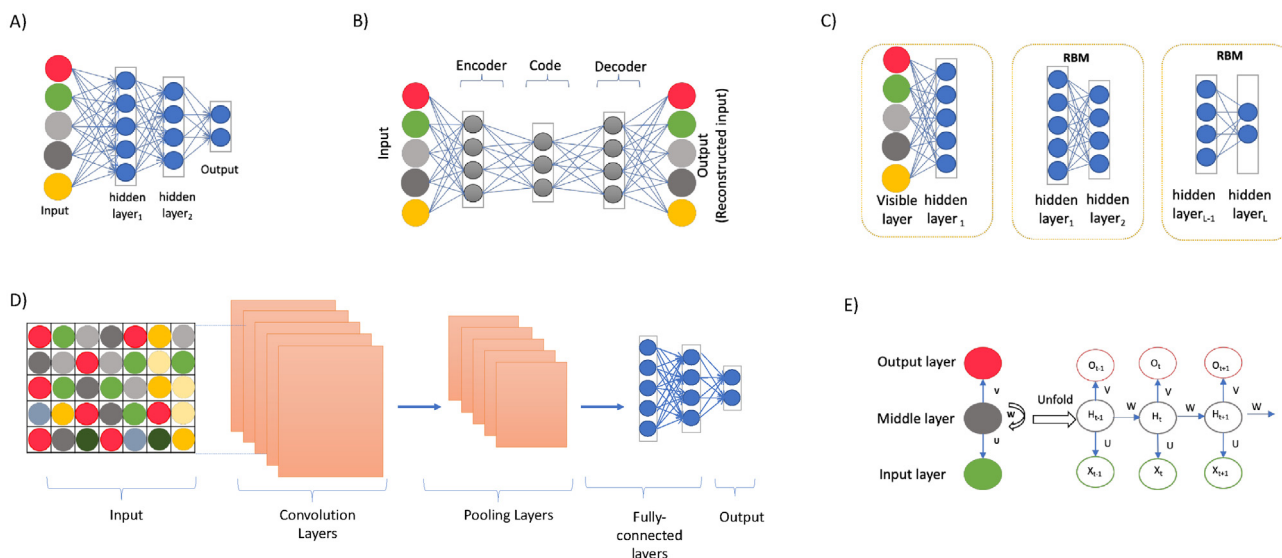 A)
Input
hidden
layer1
hidden
layer2
Output
B)
Encoder
Code
Decoder
Input
Output
(Reconstructed input)
C)
RBM
RBM
Visible
layer
hidden
layer 1
hidden
layer1
hidden
layer2
hidden
layerL-1
hidden
layerL
D)
Input
Convolution
Layers
Pooling Layers
Fully-
connected
layers
Output
E)
Output layer
Middle layer
Input layer
V
W
U
Unfold
Ot-1
Ot
Ot+1
V
V
V
W
W
W
Ht-1
Ht
Ht+1
U
U
U
Xt-1
Xt
Xt+1